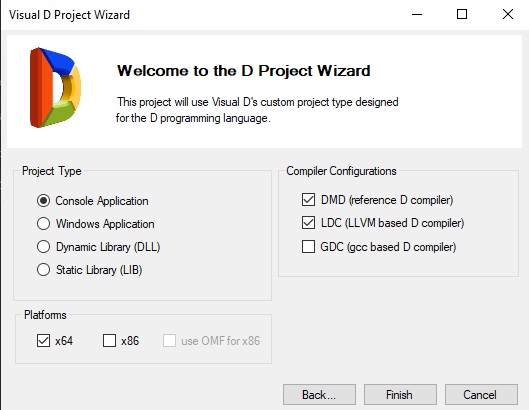 Visual D Project Wizard
Welcome to the D Project Wizard
This project will use Visual D's custom project type designed
for the D programming language.
Project Type
Console Application
Windows Application
Dynamic Library (DLL)
Static Library (LIB)
Compiler Configurations
DMD (reference D compiler)
LDC (LLVM based D compiler)
GDC (gcc based D compiler)
Platforms
x64 x86 use OMF for x86
Back... Finish Cancel